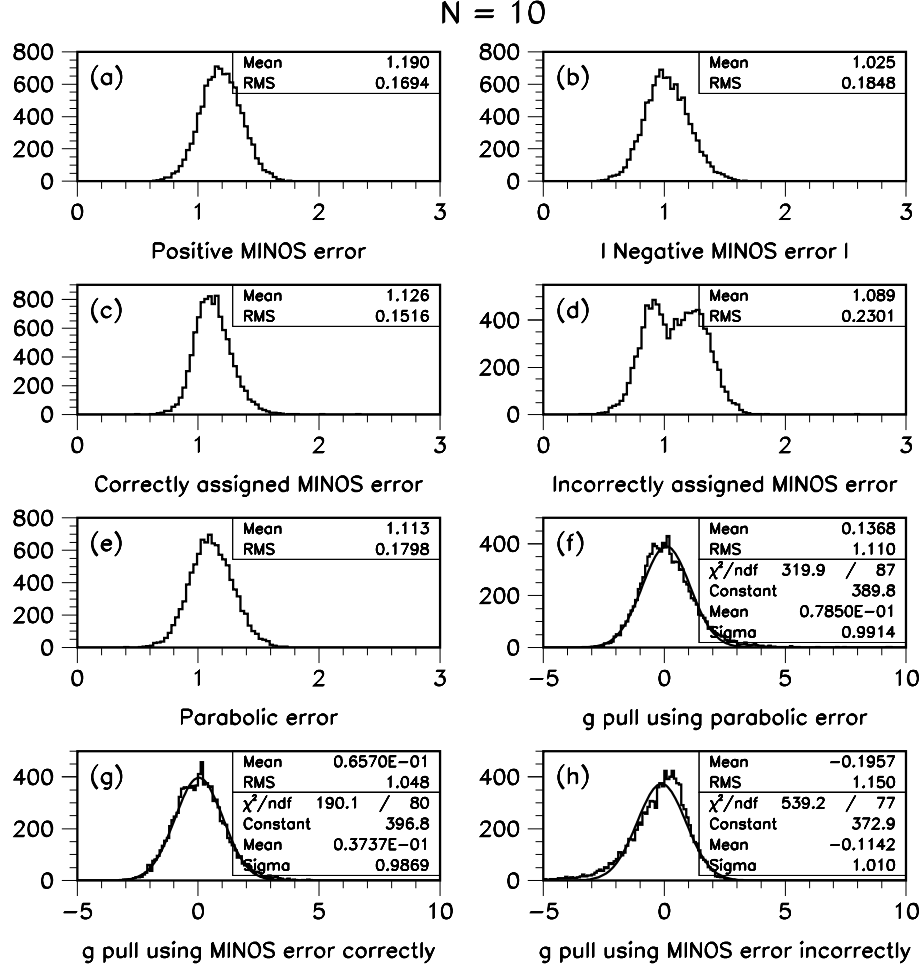 N = 10
(a)
Mean 1.190
RMS 0.1694
800
600
400
200
0
0 1 2 3
Positive MINOS error
(b)
Mean 1.025
RMS 0.1848
800
600
400
200
0
0 1 2 3
| Negative MINOS error |
(c)
Mean 1.126
RMS 0.1516
800
600
400
200
0
0 1 2 3
Correctly assigned MINOS error
(d)
Mean 1.089
RMS 0.2301
400
200
0
0 1 2 3
Incorrectly assigned MINOS error
(e)
Mean 1.113
RMS 0.1798
800
600
400
200
0
0 1 2 3
Parabolic error
(f)
Mean 0.1368
RMS 1.110
χ²/ndf 319.9 / 87
Constant 389.8
Mean 0.7850E-01
Sigma 0.9914
400
200
0
-5 0 5 10
g pull using parabolic error
(g)
Mean 0.6570E-01
RMS 1.048
χ²/ndf 190.1 / 80
Constant 396.8
Mean 0.3737E-01
Sigma 0.9869
400
200
0
-5 0 5 10
g pull using MINOS error correctly
(h)
Mean -0.1957
RMS 1.150
χ²/ndf 539.2 / 77
Constant 372.9
Mean -0.1142
Sigma 1.010
400
200
0
-5 0 5 10
g pull using MINOS error incorrectly